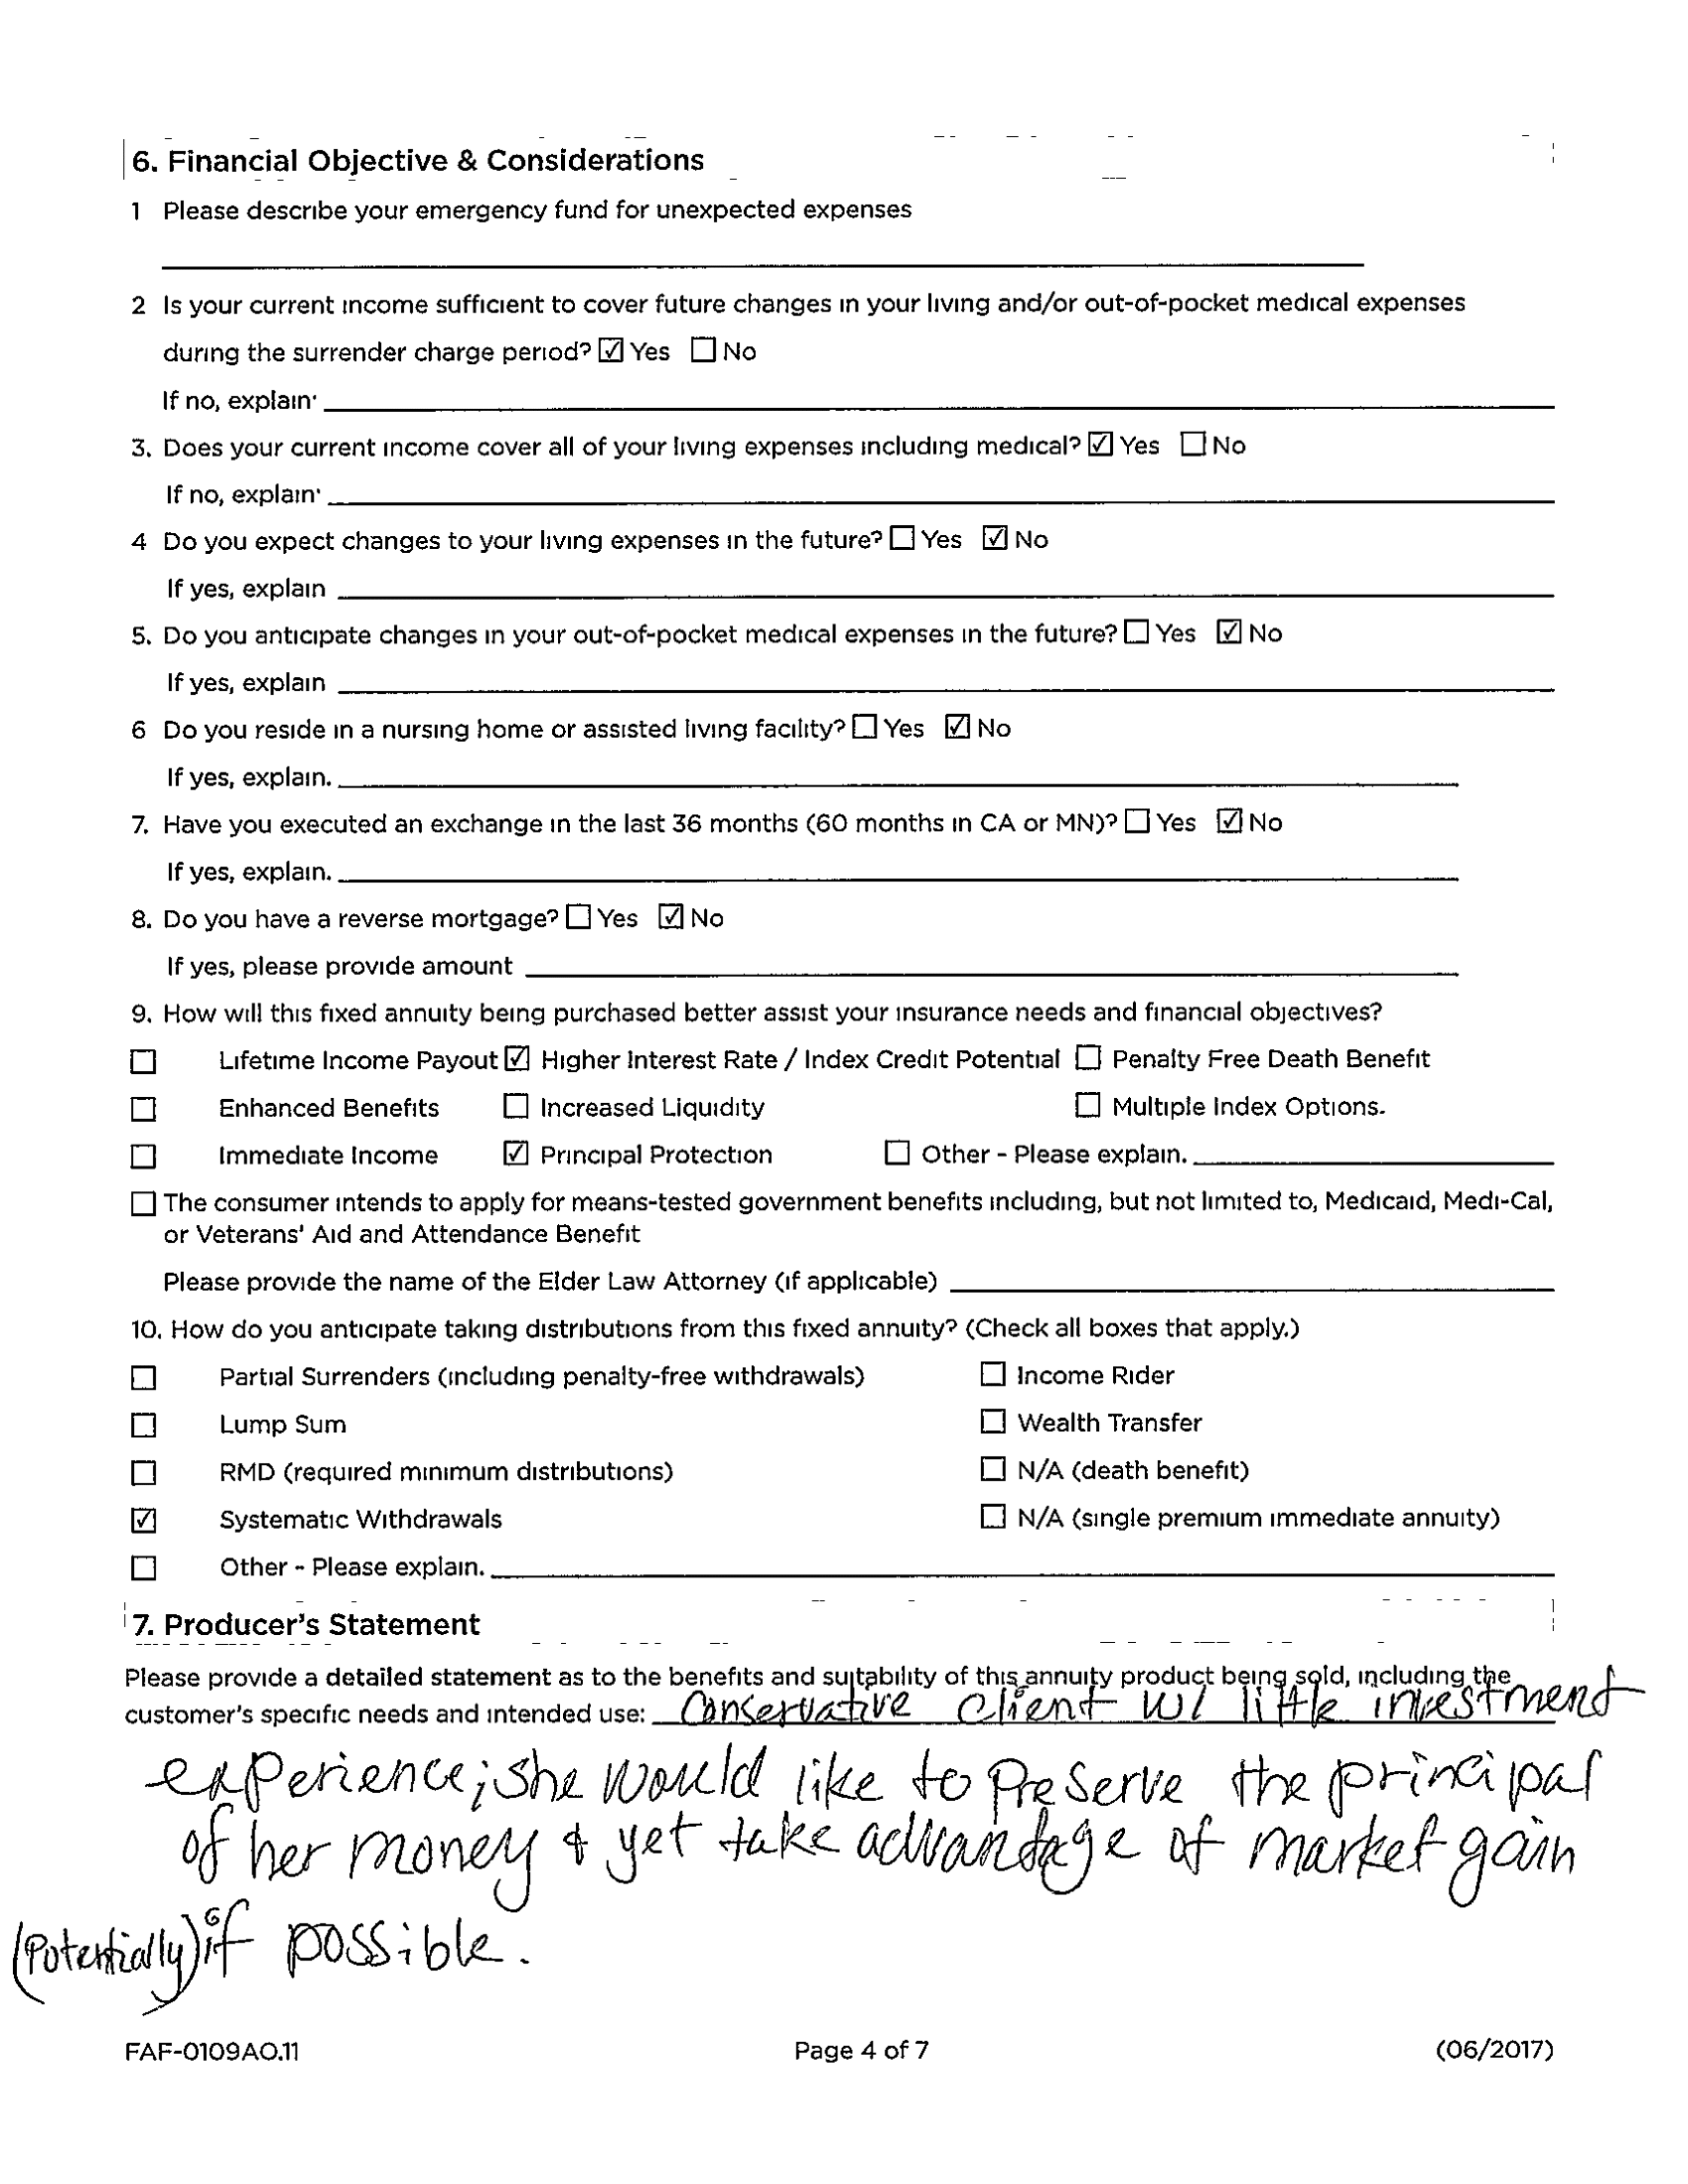 6. Financial Objective & Considerations
1 Please describe your emergency fund for unexpected expenses
2 Is your current income sufficient to cover future changes in your living and/or out-of-pocket medical expenses
during the surrender charge period? ☑ Yes ☐ No
If no, explain
3. Does your current income cover all of your living expenses including medical? ☑ Yes ☐ No
If no, explain
4 Do you expect changes to your living expenses in the future? ☐ Yes ☑ No
If yes, explain
5. Do you anticipate changes in your out-of-pocket medical expenses in the future? ☐ Yes ☑ No
If yes, explain
6 Do you reside in a nursing home or assisted living facility? ☐ Yes ☑ No
If yes, explain.
7. Have you executed an exchange in the last 36 months (60 months in CA or MN)? ☐ Yes ☑ No
If yes, explain.
8. Do you have a reverse mortgage? ☐ Yes ☑ No
If yes, please provide amount
9. How will this fixed annuity being purchased better assist your insurance needs and financial objectives?
☐ Lifetime Income Payout ☑ Higher Interest Rate / Index Credit Potential ☐ Penalty Free Death Benefit
☐ Enhanced Benefits ☐ Increased Liquidity ☐ Multiple Index Options.
☐ Immediate Income ☑ Principal Protection ☐ Other - Please explain.
☐ The consumer intends to apply for means-tested government benefits including, but not limited to, Medicaid, Medi-Cal,
or Veterans' Aid and Attendance Benefit
Please provide the name of the Elder Law Attorney (if applicable)
10. How do you anticipate taking distributions from this fixed annuity? (Check all boxes that apply.)
☐ Partial Surrenders (including penalty-free withdrawals) ☐ Income Rider
☐ Lump Sum ☐ Wealth Transfer
☐ RMD (required minimum distributions) ☐ N/A (death benefit)
☑ Systematic Withdrawals ☐ N/A (single premium immediate annuity)
☐ Other - Please explain.
7. Producer's Statement
Please provide a detailed statement as to the benefits and suitability of this annuity product being sold, including the
customer's specific needs and intended use: Conservative client w/ little investment
experience; she would like to preserve the principal
of her money & yet take advantage of market gain
(potentially) if possible.
FAF-0109AO.11 Page 4 of 7 (06/2017)